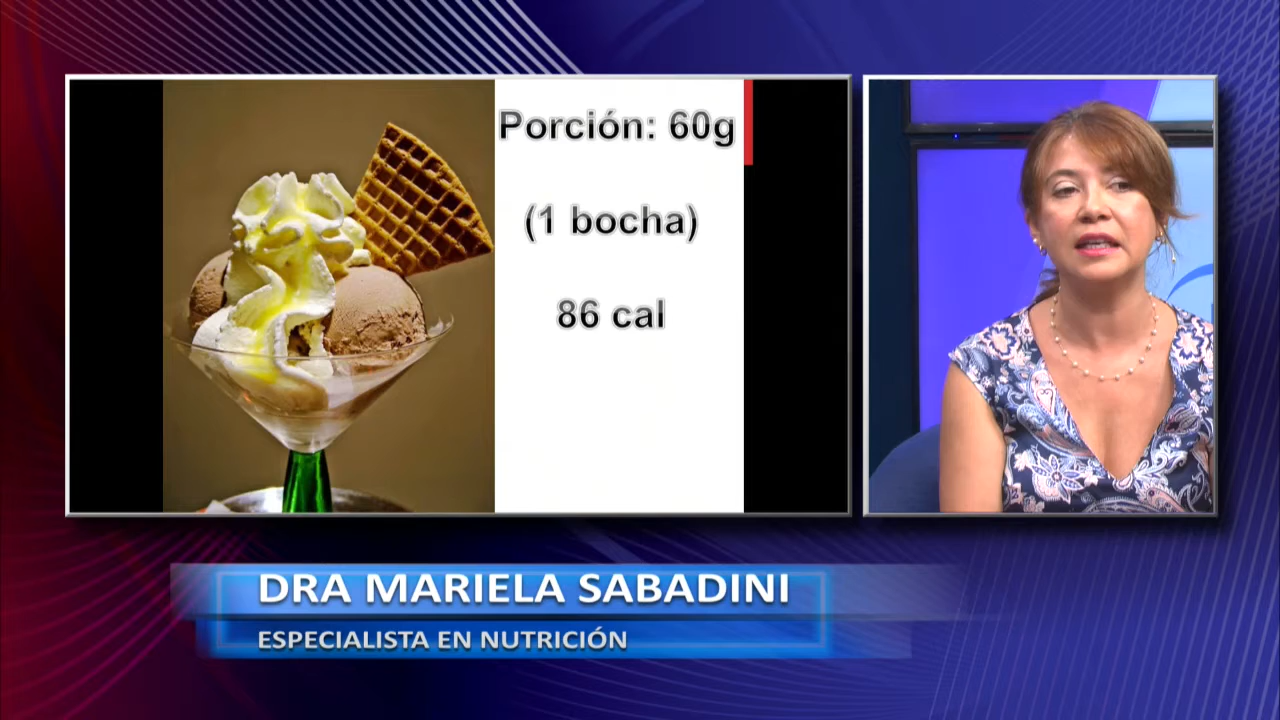 Porción: 60g
(1 bocha)
86 cal
DRA MARIELA SABADINI
ESPECIALISTA EN NUTRICIÓN